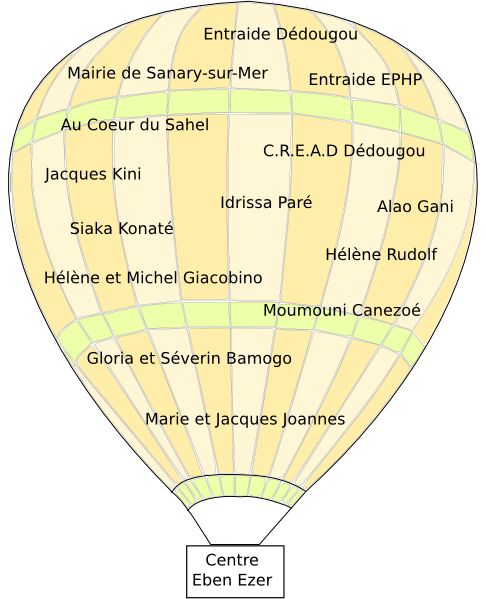 Entraide Dédougou
Mairie de Sanary-sur-Mer
Entraide EPHP
Au Coeur du Sahel
C.R.E.A.D Dédougou
Jacques Kini
Idrissa Paré
Alao Gani
Siaka Konaté
Hélène Rudolf
Hélène et Michel Giacobino
Moumouni Canezoé
Gloria et Séverin Bamogo
Marie et Jacques Joannes
Centre
Eben Ezer